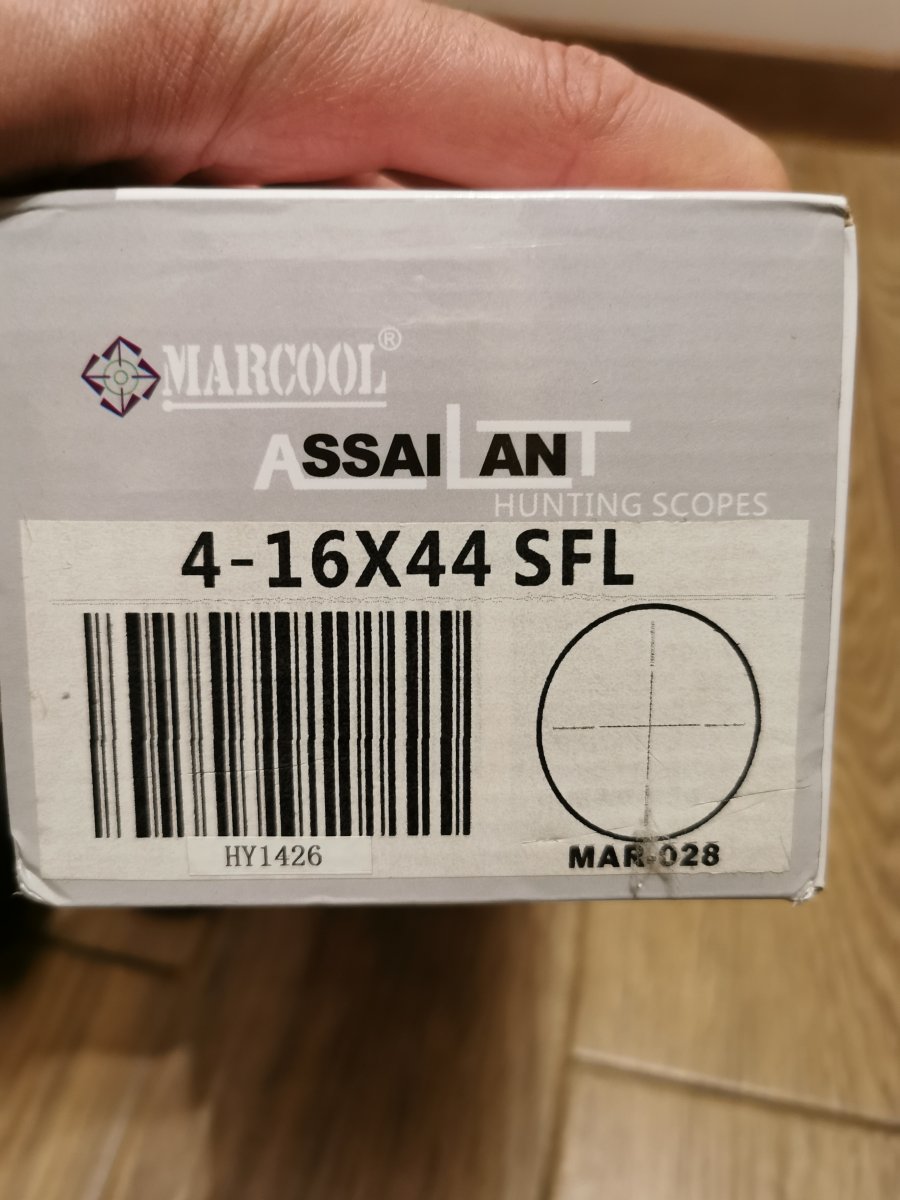 MARCOOL®
ASSAILANT
HUNTING SCOPES
4-16X44 SFL
HY1426
MAR-028